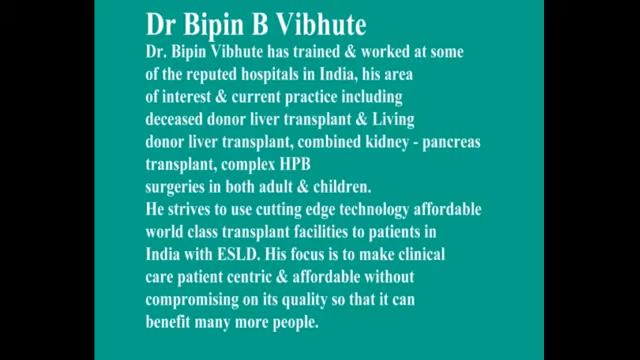 Dr Bipin B Vibhute
Dr. Bipin Vibhute has trained & worked at some
of the reputed hospitals in India, his area
of interest & current practice including
deceased donor liver transplant & Living
donor liver transplant, combined kidney - pancreas
transplant, complex HPB
surgeries in both adult & children.
He strives to use cutting edge technology affordable
world class transplant facilities to patients in
India with ESLD. His focus is to make clinical
care patient centric & affordable without
compromising on its quality so that it can
benefit many more people.